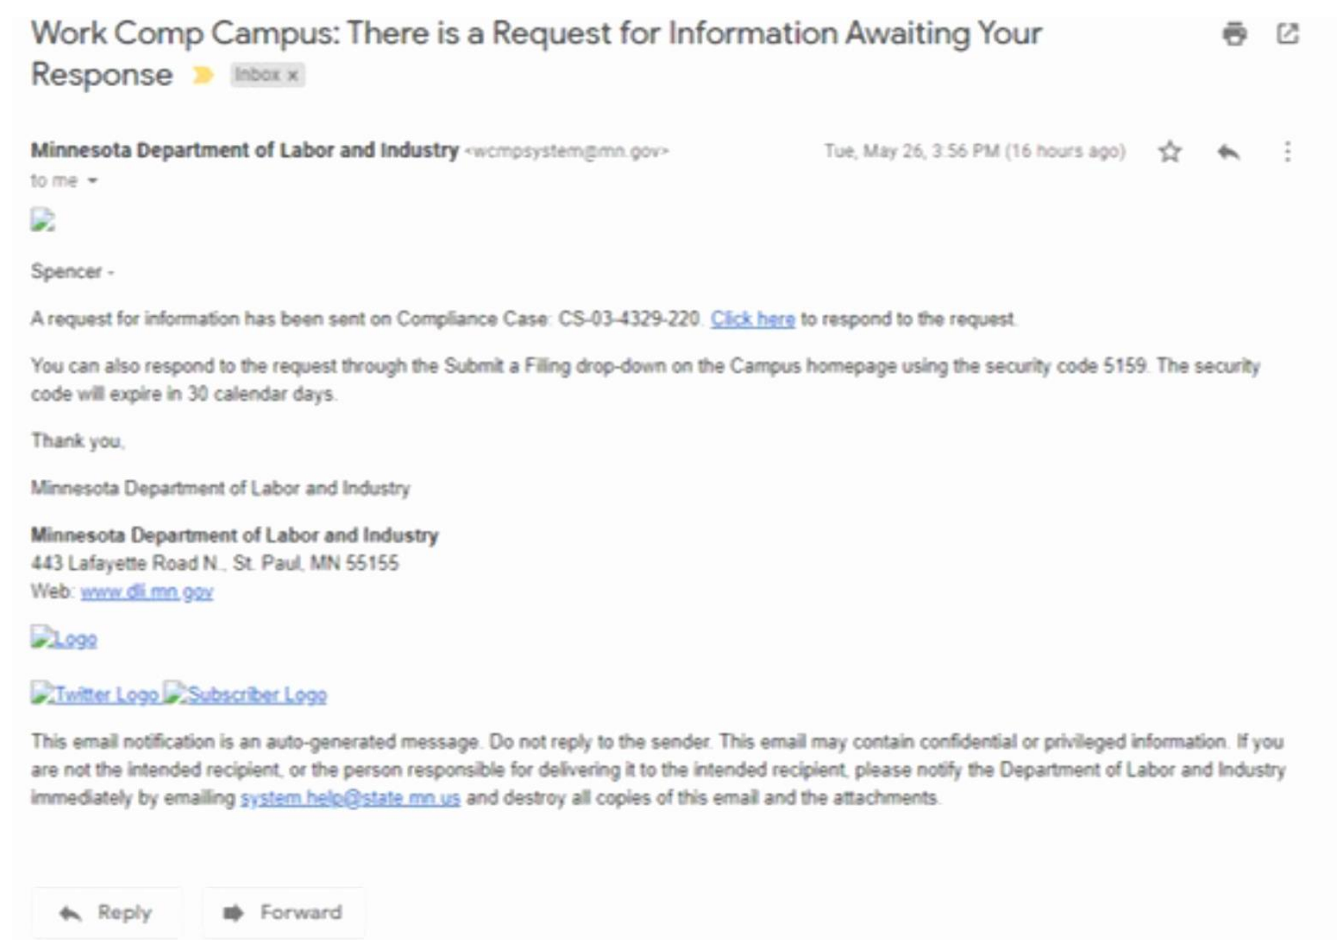 Work Comp Campus: There is a Request for Information Awaiting Your
Response Inbox x
Minnesota Department of Labor and Industry <wcmpsystem@mn.gov> Tue, May 26, 3:56 PM (16 hours ago)
to me
Spencer -
A request for information has been sent on Compliance Case: CS-03-4329-220. Click here to respond to the request.
You can also respond to the request through the Submit a Filing drop-down on the Campus homepage using the security code 5159. The security
code will expire in 30 calendar days.
Thank you,
Minnesota Department of Labor and Industry
Minnesota Department of Labor and Industry
443 Lafayette Road N., St. Paul, MN 55155
Web: www.dli.mn.gov
Logo
Twitter Logo Subscriber Logo
This email notification is an auto-generated message. Do not reply to the sender. This email may contain confidential or privileged information. If you
are not the intended recipient, or the person responsible for delivering it to the intended recipient, please notify the Department of Labor and Industry
immediately by emailing system.help@state.mn.us and destroy all copies of this email and the attachments.
Reply Forward